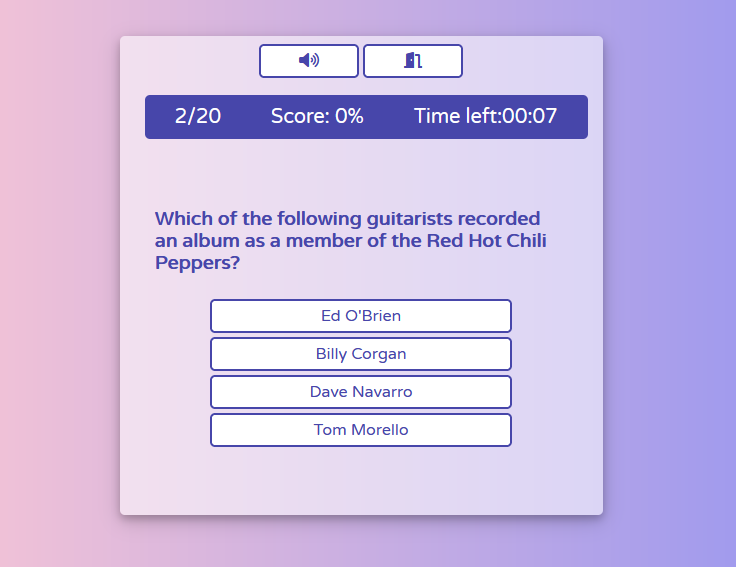 2/20 Score: 0% Time left:00:07
Which of the following guitarists recorded
an album as a member of the Red Hot Chili
Peppers?
Ed O'Brien
Billy Corgan
Dave Navarro
Tom Morello